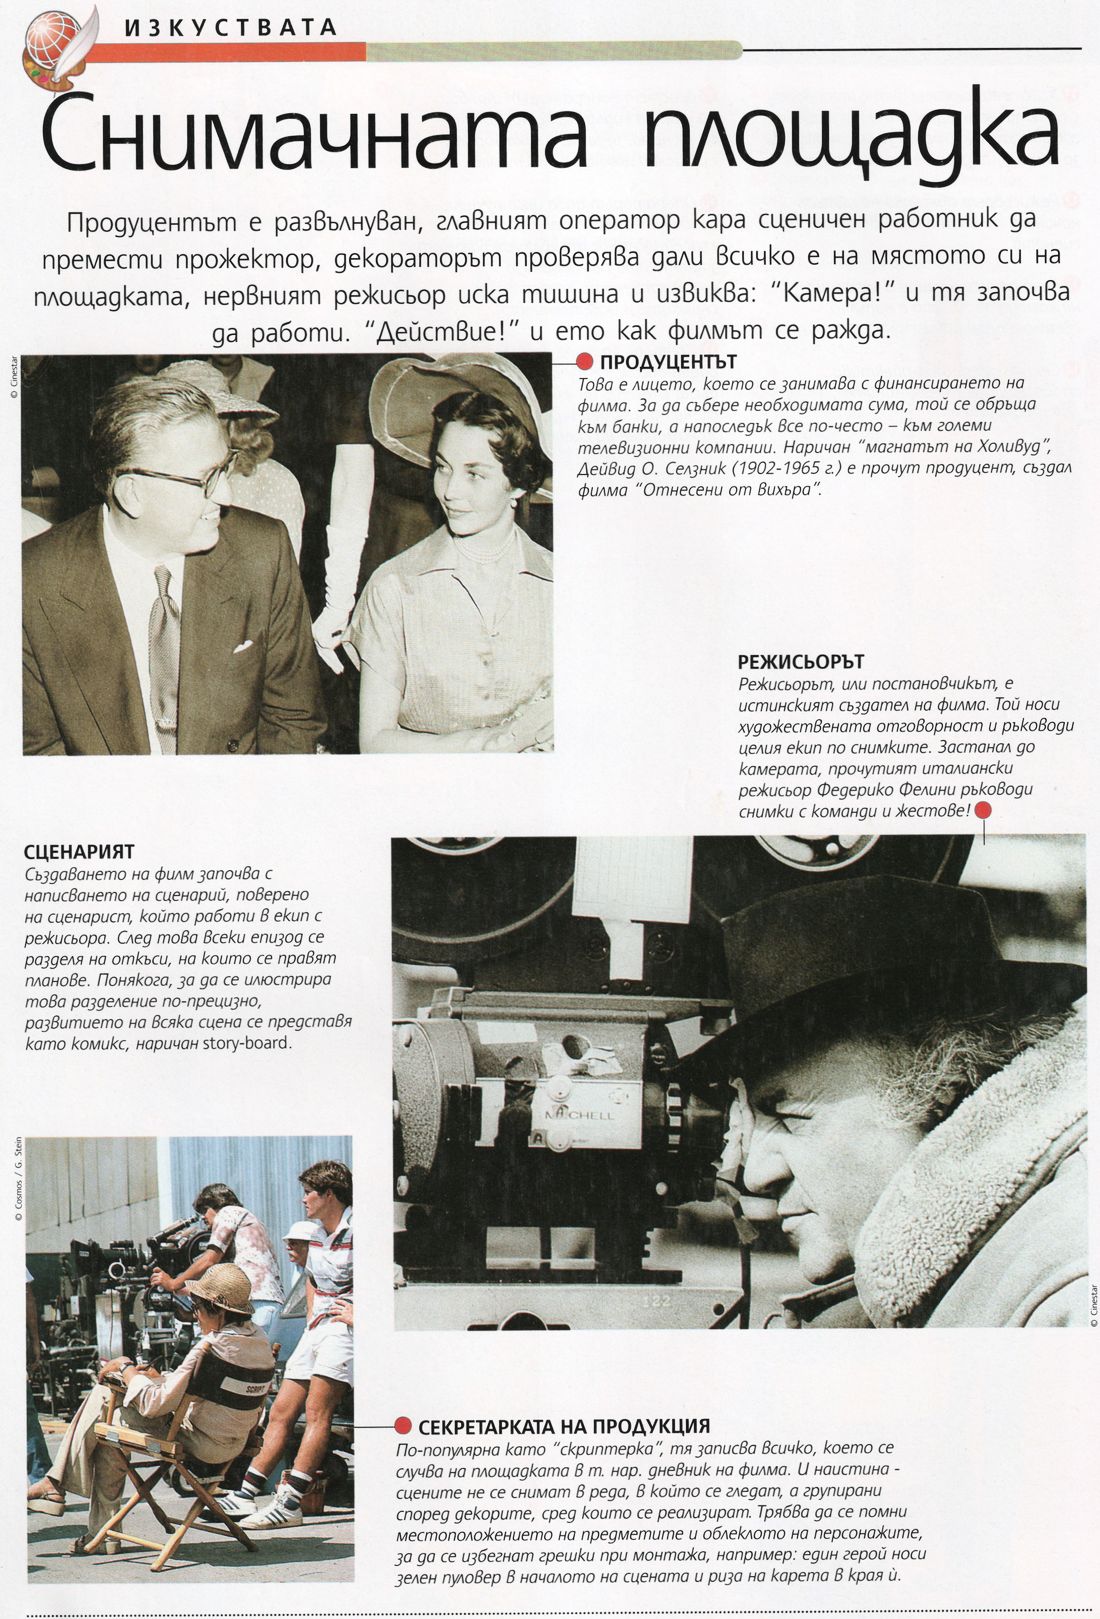 ИЗКУСТВАТА
Снимачната площадка
Продуцентът е развълнуван, главният оператор кара сценичен работник да
премести прожектор, декораторът проверява дали всичко е на мястото си на
площадката, нервният режисьор иска тишина и извиква: “Камера!” и тя започва
да работи. “Действие!” и ето как филмът се ражда.
© Cinestar
ПРОДУЦЕНТЪТ
Това е лицето, което се занимава с финансирането на
филма. За да събере необходимата сума, той се обръща
към банки, а напоследък все по-често – към големи
телевизионни компании. Наричан “магнатът на Холивуд”,
Дейвид О. Селзник (1902-1965 г.) е прочут продуцент, създал
филма “Отнесени от Вихъра”.
РЕЖИСЬОРЪТ
Режисьорът, или постановчикът, е
истинският създател на филма. Той носи
художествената отговорност и ръководи
целия екип по снимките. Застанал до
камерата, прочутият италиански
режисьор Федерико Фелини ръководи
снимки с команди и жестове!
СЦЕНАРИЯТ
Създаването на филм започва с
написването на сценарий, поверено
на сценарист, който работи в екип с
режисьора. След това всеки епизод се
разделя на откъси, на които се правят
планове. Понякога, за да се илюстрира
това разделение по-прецизно,
развитието на всяка сцена се представя
като комикс, наричан story-board.
MITCHELL
122
© Cinestar
© Cosmos / G. Stein
SCRIPT
СЕКРЕТАРКАТА НА ПРОДУКЦИЯ
По-популярна като “скриптерка”, тя записва всичко, което се
случва на площадката в т. нар. дневник на филма. И наистина -
сцените не се снимат в реда, в който се гледат, а групирани
според декорите, сред които се реализират. Трябва да се помни
местоположението на предметите и облеклото на персонажите,
за да се избегнат грешки при монтажа, например: един герой носи
зелен пуловер в началото на сцената и риза на карета в края ѝ.